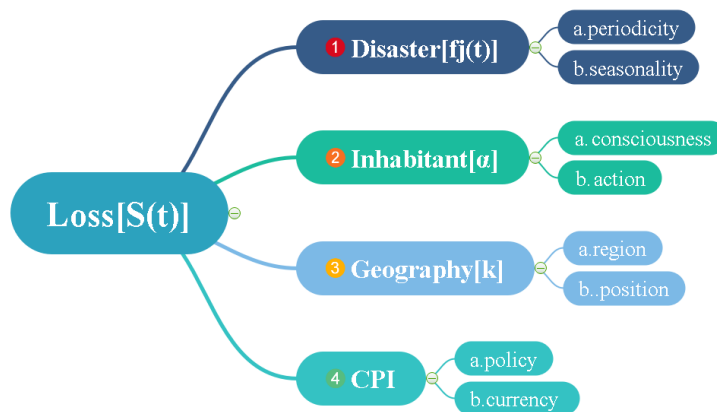 Loss[S(t)]
1 Disaster[fj(t)]
a.periodicity
b.seasonality
2 Inhabitant[α]
a. consciousness
b. action
3 Geography[k]
a.region
b..position
4 CPI
a.policy
b.currency